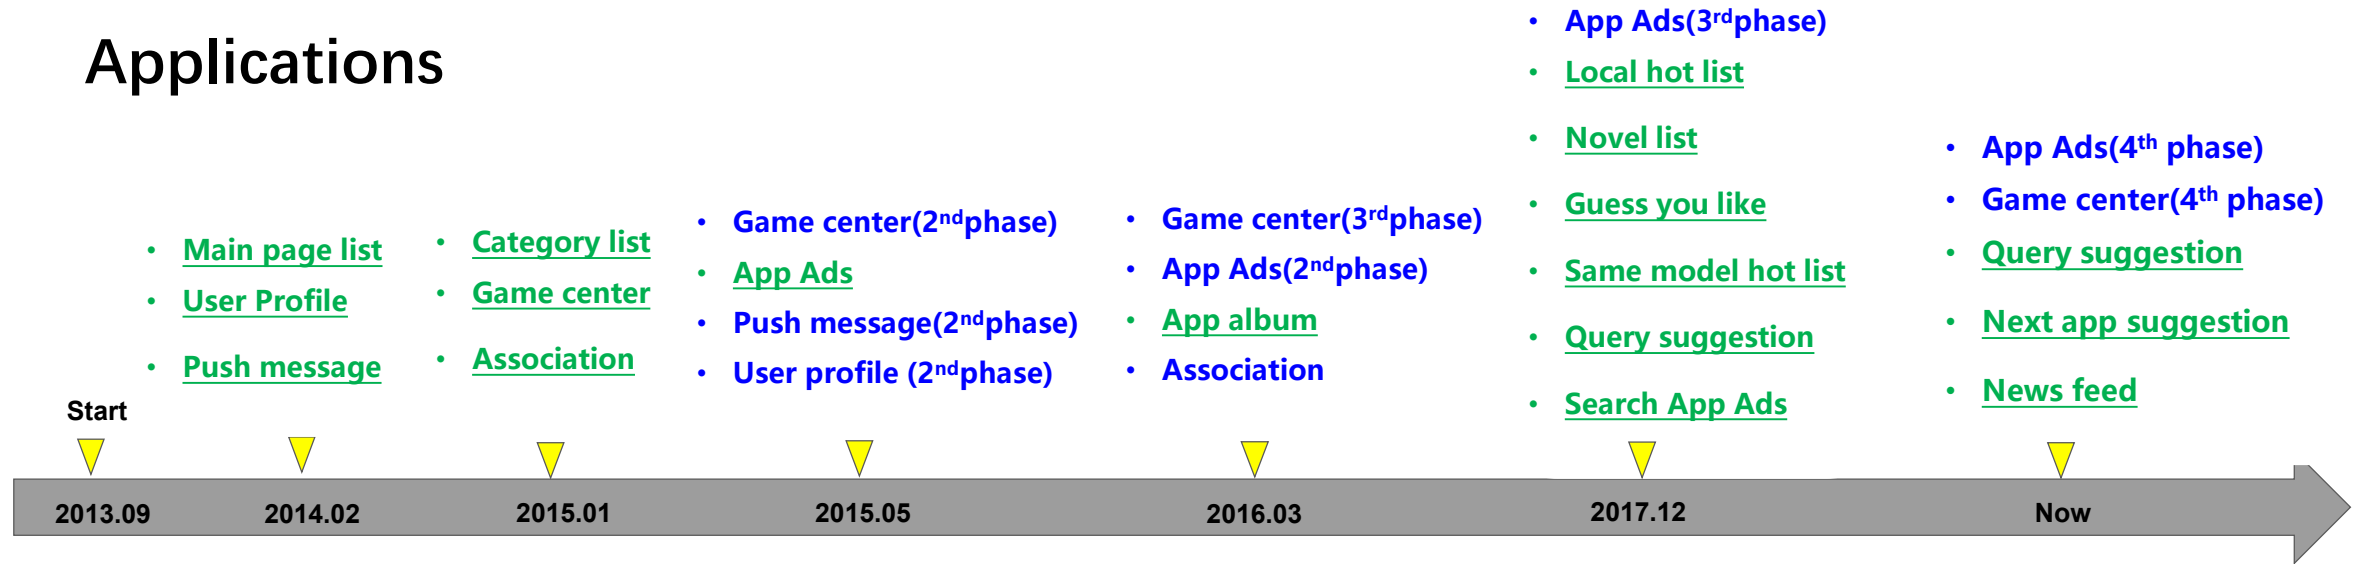 Applications
Start
2013.09
• Main page list
• User Profile
• Push message
2014.02
• Category list
• Game center
• Association
2015.01
• Game center(2ndphase)
• App Ads
• Push message(2ndphase)
• User profile (2ndphase)
2015.05
• Game center(3rdphase)
• App Ads(2ndphase)
• App album
• Association
2016.03
• App Ads(3rdphase)
• Local hot list
• Novel list
• Guess you like
• Same model hot list
• Query suggestion
• Search App Ads
2017.12
• App Ads(4th phase)
• Game center(4th phase)
• Query suggestion
• Next app suggestion
• News feed
Now